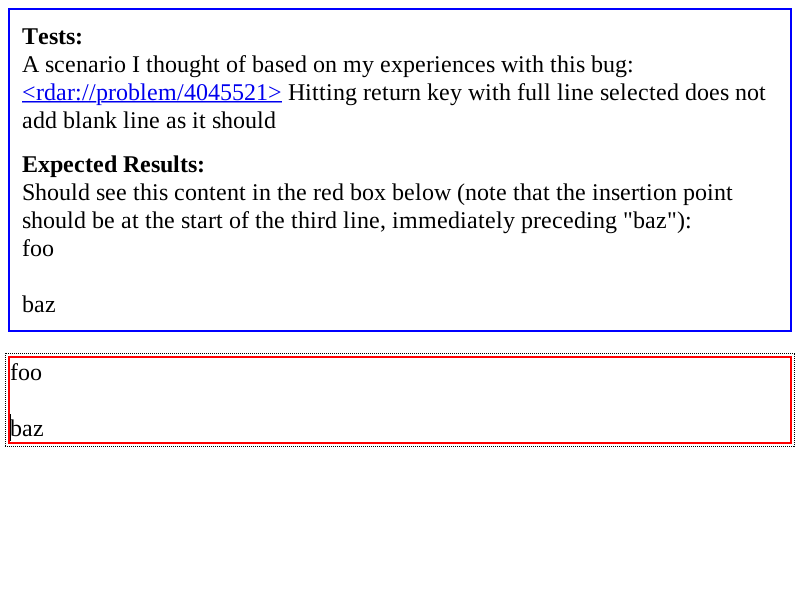 Tests:
A scenario I thought of based on my experiences with this bug:
<rdar://problem/4045521> Hitting return key with full line selected does not
add blank line as it should
Expected Results:
Should see this content in the red box below (note that the insertion point
should be at the start of the third line, immediately preceding "baz"):
foo
baz
foo
baz